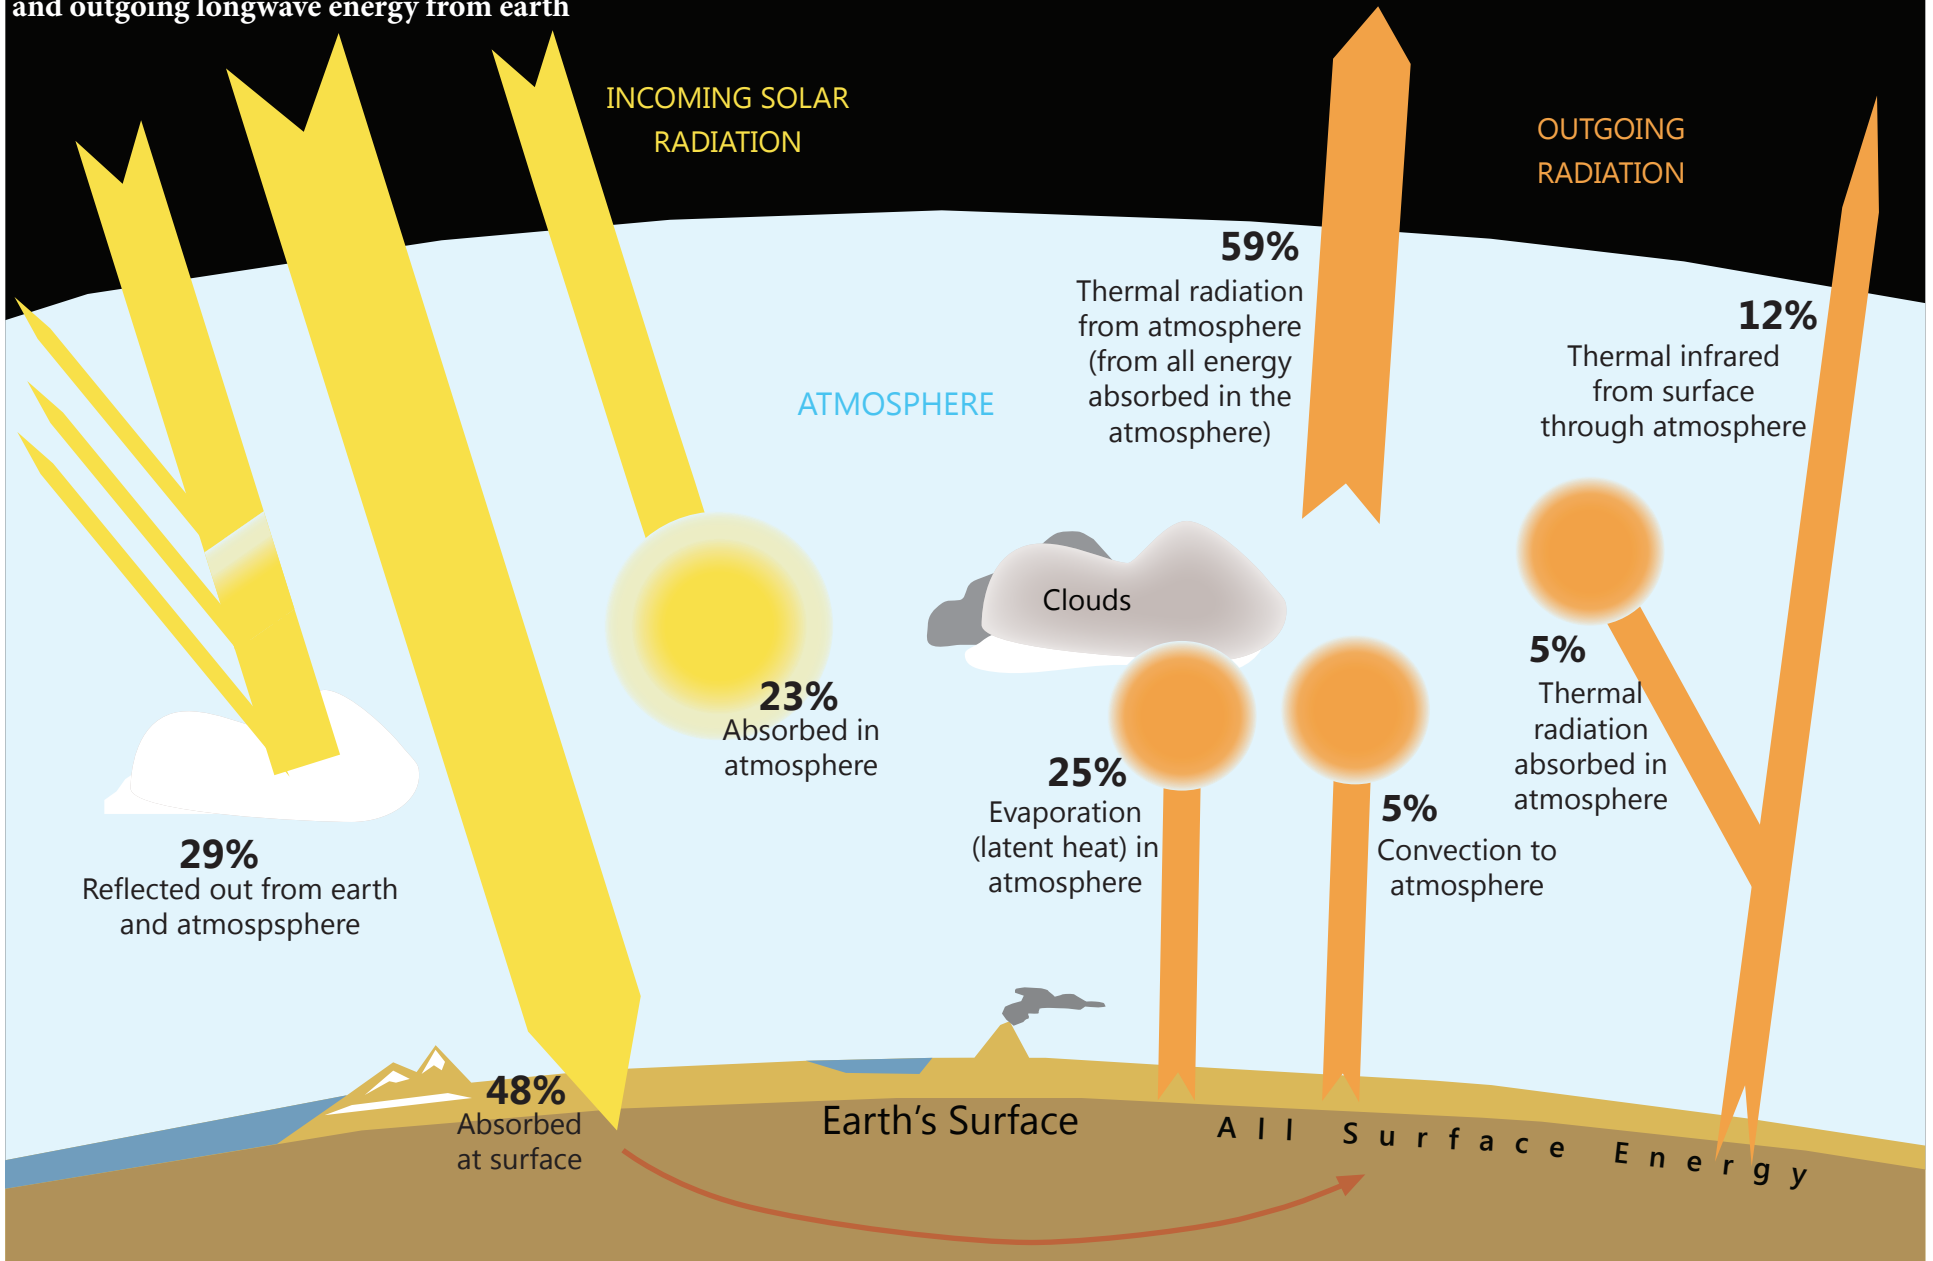 and outgoing longwave energy from earth
INCOMING SOLAR
RADIATION
OUTGOING
RADIATION
59%
Thermal radiation
from atmosphere
(from all energy
absorbed in the
atmosphere)
12%
Thermal infrared
from surface
through atmosphere
ATMOSPHERE
Clouds
23%
Absorbed in
atmosphere
5%
Thermal
radiation
absorbed in
atmosphere
25%
Evaporation
(latent heat) in
atmosphere
5%
Convection to
atmosphere
29%
Reflected out from earth
and atmospsphere
48%
Absorbed
at surface
Earth's Surface
All Surface Energy